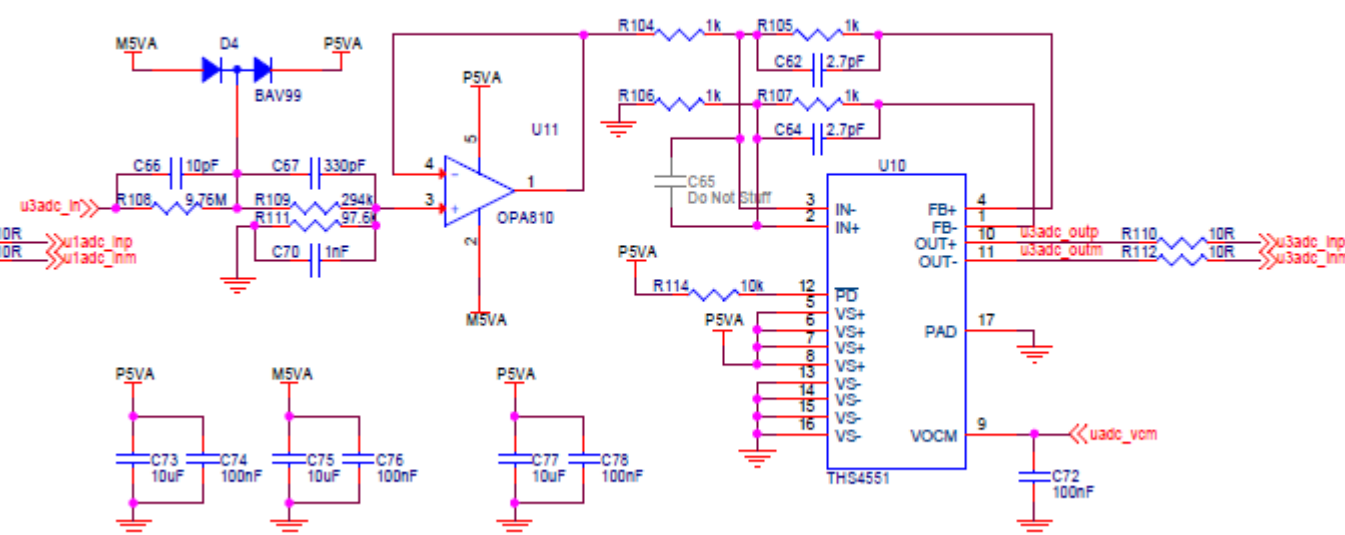 R104 1k R105 1k
M5VA D4 P5VA
C62 2.7pF
BAV99
P5VA
R106 1k R107 1k
U11
C64 2.7pF
5
C66 10pF C67 330pF
4
U10
C65
Do Not Stuff
1
u3adc_in R108 9.76M R109 294k 3
OPA810
3 IN- FB+ 4
R111 97.6k
2 IN+ FB- 1
0R u1adc_inp
OUT+ 10 u3adc_outp R110 10R u3adc_inp
0R u1adc_inm
C70 1nF
2
OUT- 11 u3adc_outm R112 10R
P5VA
R114 10k 12 PD
5 VS+
M5VA
P5VA
6 VS+
7 VS+
PAD 17
8 VS+
13 VS-
14 VS-
15 VS-
16 VS-
VOCM 9 uadc_vcm
P5VA M5VA P5VA
C73 C74 C75 C76 C77 C78
10uF 100nF 10uF 100nF 10uF 100nF
THS4551
C72
100nF